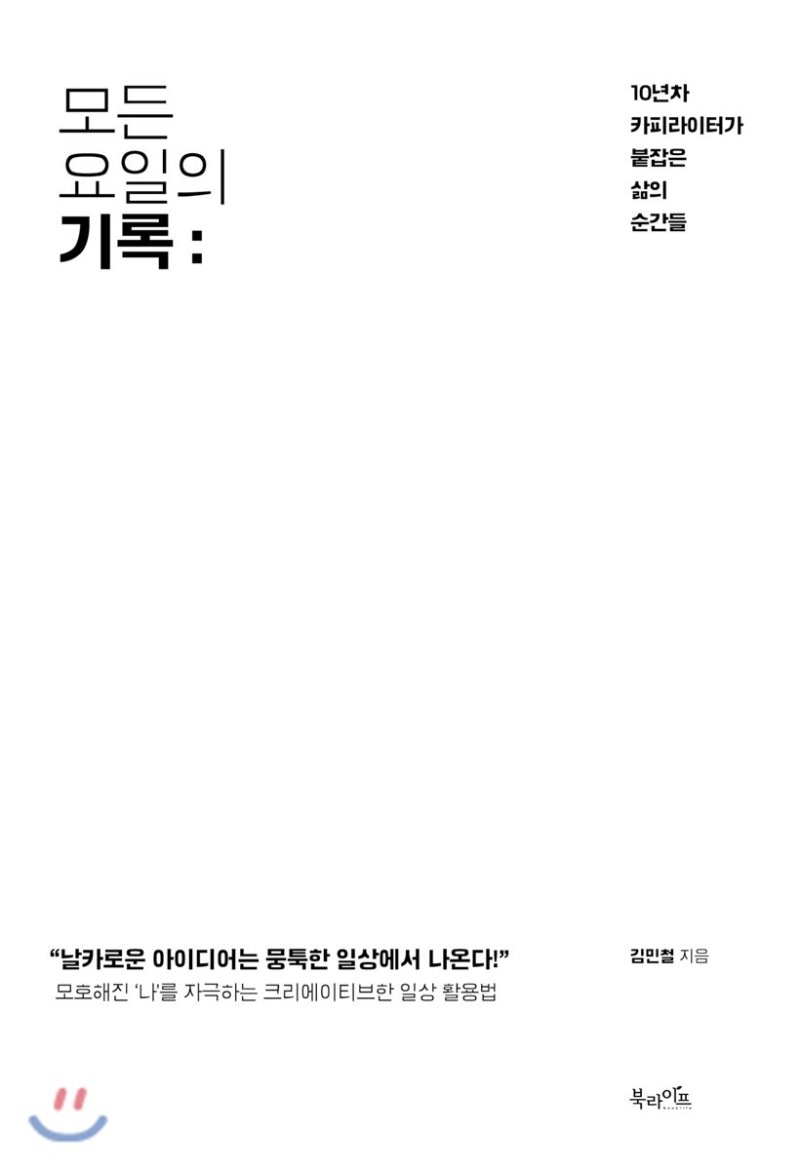 모든
요일의
기록 :
10년차
카피라이터가
붙잡은
삶의
순간들
“날카로운 아이디어는 뭉툭한 일상에서 나온다!”
모호해진 ‘나’를 자극하는 크리에이티브한 일상 활용법
김민철 지음
북라이프